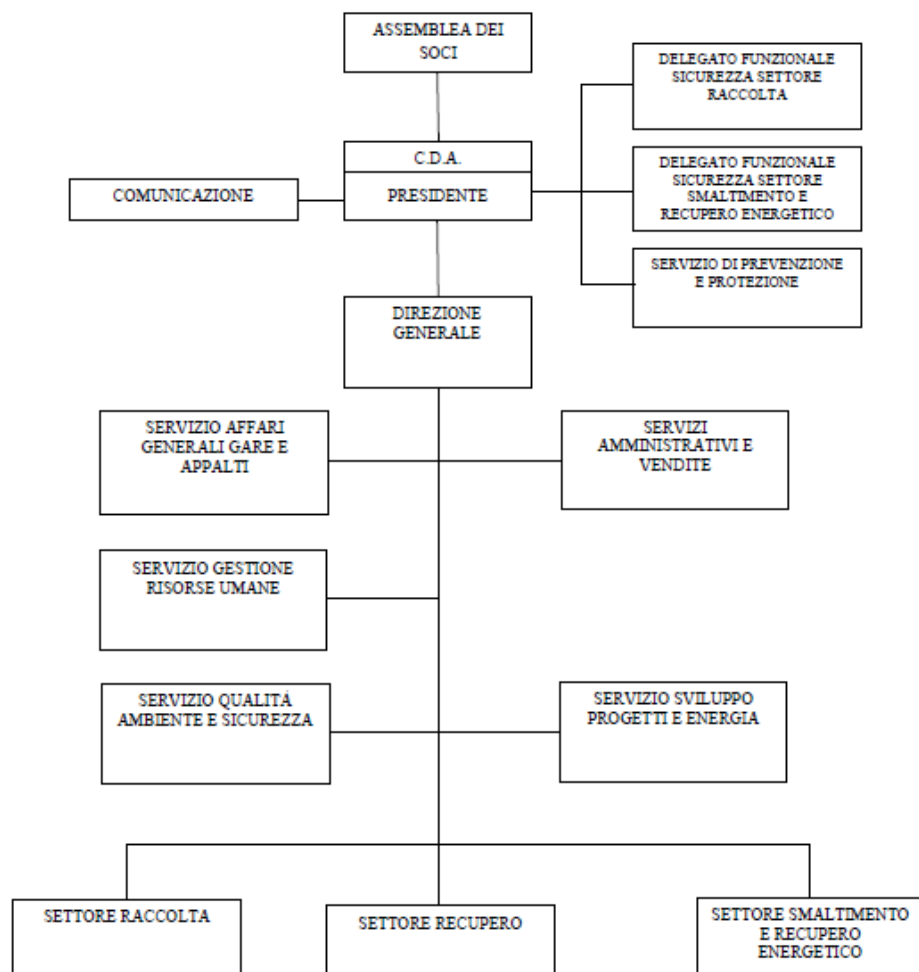 ASSEMBLEA DEI
SOCI
DELEGATO FUNZIONALE
SICUREZZA SETTORE
RACCOLTA
C.D.A.
PRESIDENTE
COMUNICAZIONE
DELEGATO FUNZIONALE
SICUREZZA SETTORE
SMALTIMENTO E
RECUPERO ENERGETICO
SERVIZIO DI PREVENZIONE
E PROTEZIONE
DIREZIONE
GENERALE
SERVIZIO AFFARI
GENERALI GARE E
APPALTI
SERVIZI
AMMINISTRATIVI E
VENDITE
SERVIZIO GESTIONE
RISORSE UMANE
SERVIZIO QUALITÁ
AMBIENTE E SICUREZZA
SERVIZIO SVILUPPO
PROGETTI E ENERGIA
SETTORE RACCOLTA
SETTORE RECUPERO
SETTORE SMALTIMENTO
E RECUPERO
ENERGETICO